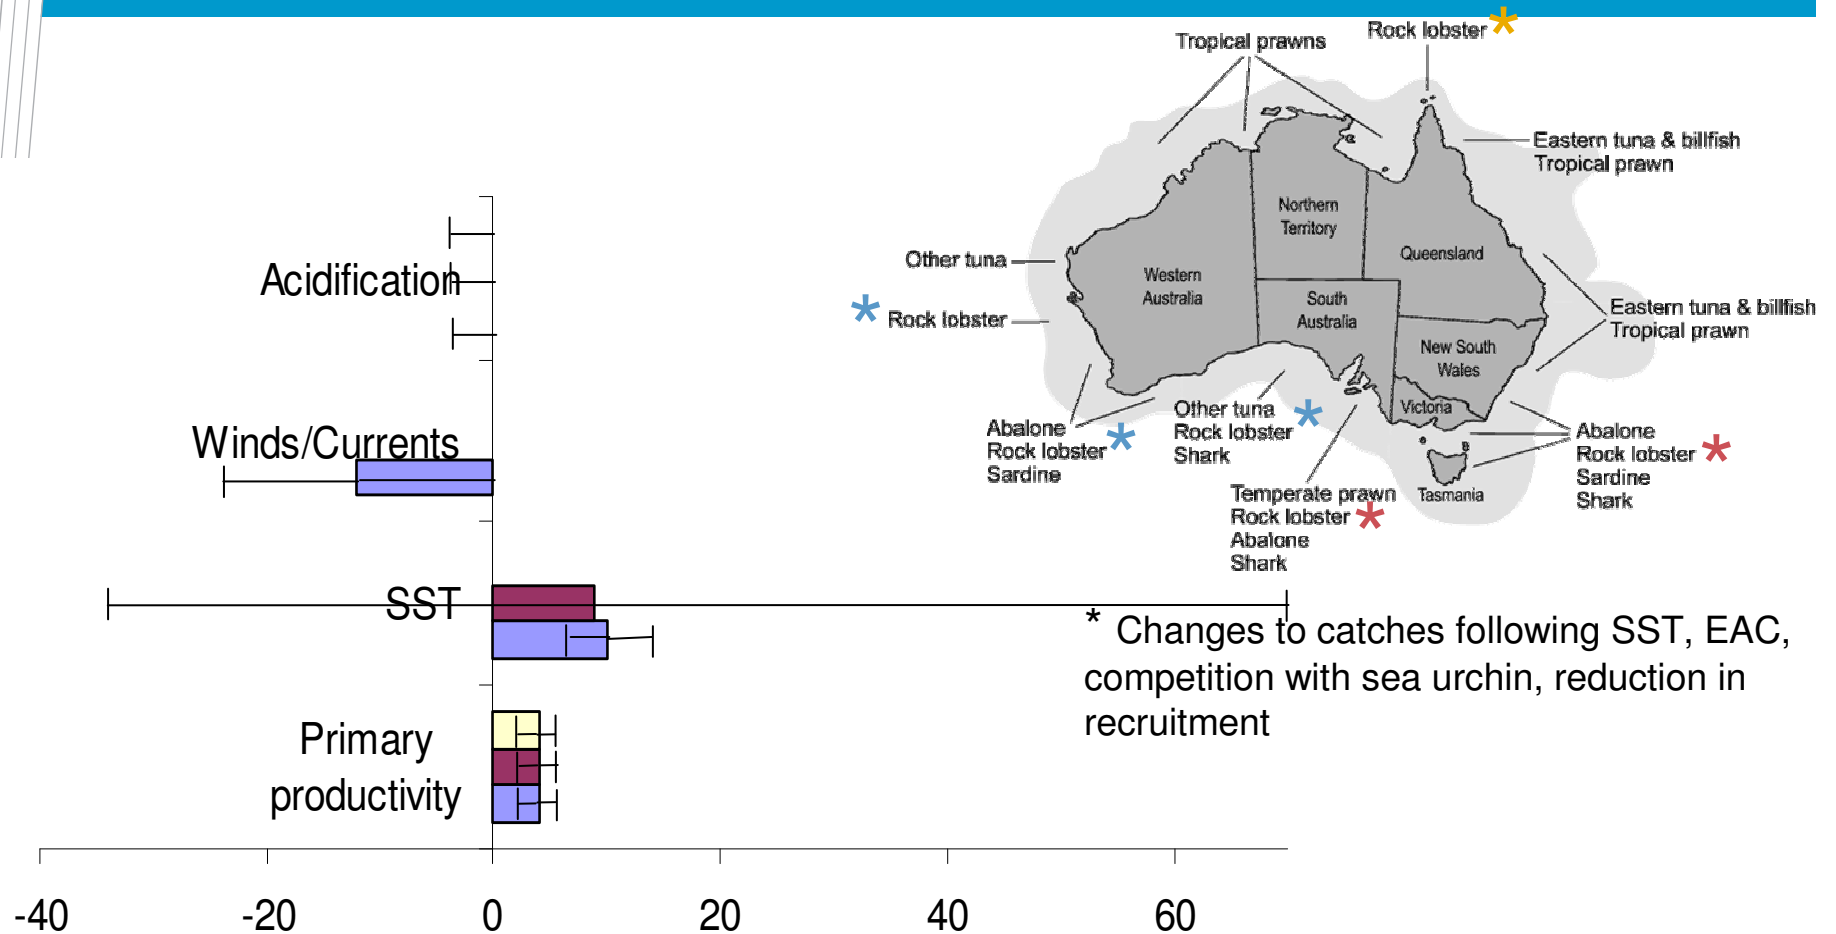 Rock lobster *
Tropical prawns
Eastern tuna & billfish
Tropical prawn
Northern
Territory
Queensland
Other tuna
Western
Australia
South
Australia
* Rock lobster
Eastern tuna & billfish
Tropical prawn
New South
Wales
Victoria
Other tuna
Rock lobster *
Shark
Abalone
Rock lobster *
Sardine
Abalone
Rock lobster *
Sardine
Shark
Tasmania
Temperate prawn
Rock lobster *
Abalone
Shark
Acidification
Winds/Currents
SST
Primary
productivity
* Changes to catches following SST, EAC,
competition with sea urchin, reduction in
recruitment
-40 -20 0 20 40 60